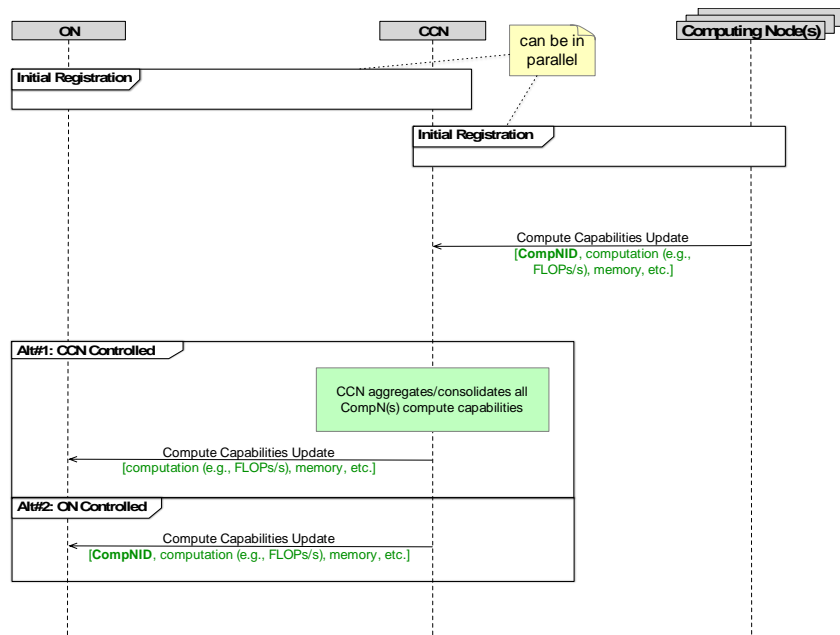 ON
CCN
Computing Node(s)
can be in
parallel
Initial Registration
Initial Registration
Compute Capabilities Update
[CompNID, computation (e.g.,
FLOPs/s), memory, etc.]
Alt#1: CCN Controlled
CCN aggregates/consolidates all
CompN(s) compute capabilities
Compute Capabilities Update
[computation (e.g., FLOPs/s), memory, etc.]
Alt#2: ON Controlled
Compute Capabilities Update
[CompNID, computation (e.g., FLOPs/s), memory, etc.]